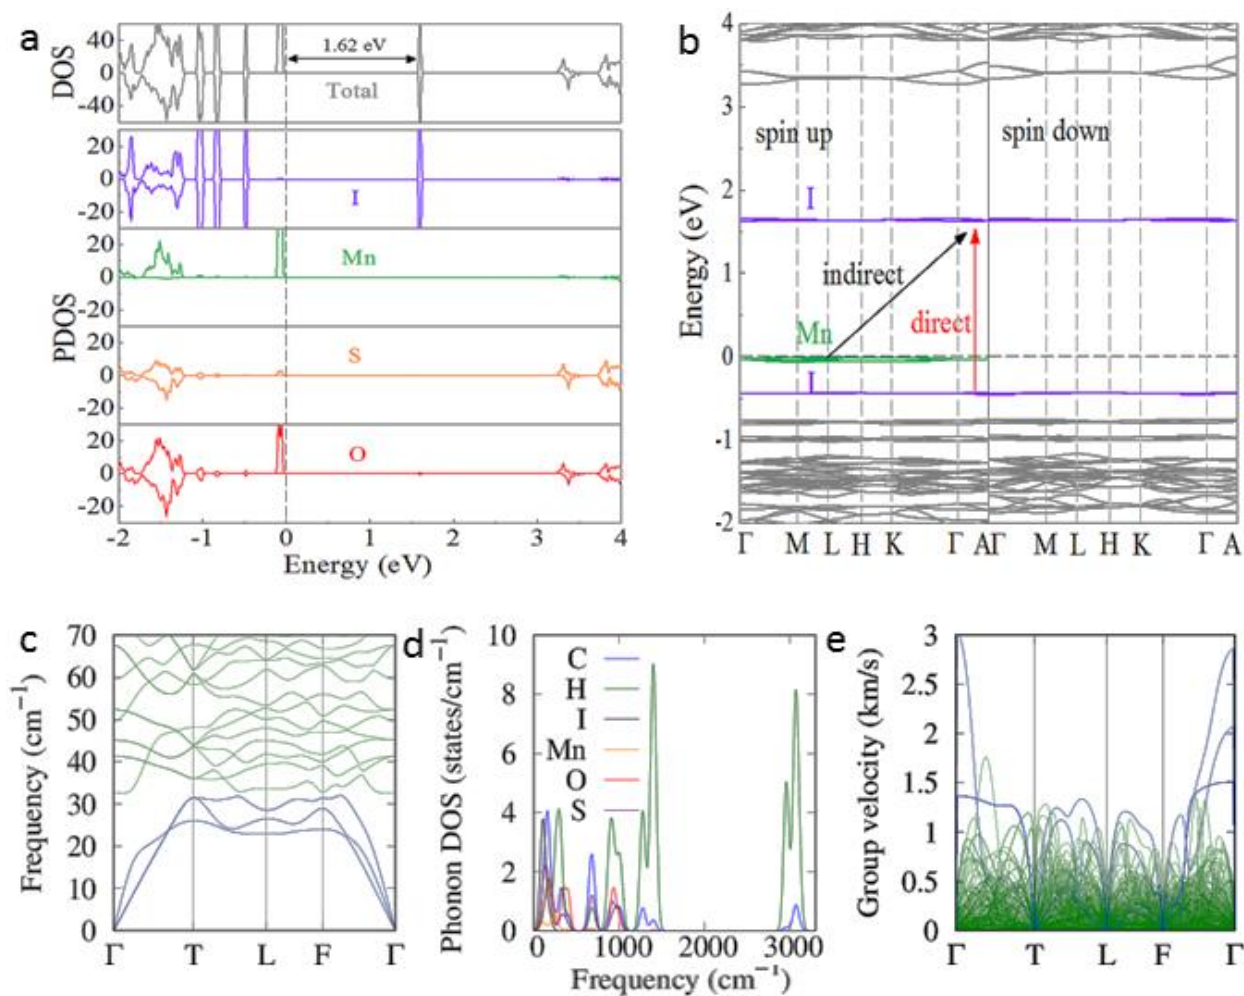 a
DOS
40
0
-40
1.62 eV
Total
PDOS
20
0
-20
I
20
0
-20
Mn
20
0
-20
S
20
0
-20
O
-2 -1 0 1 2 3 4
Energy (eV)
b
Energy (eV)
4
3
2
1
0
-1
-2
spin up
spin down
I
indirect
direct
Mn
I
Γ M L H K Γ A Γ M L H K Γ A
c
Frequency (cm−1)
70
60
50
40
30
20
10
0
Γ T L F Γ
d
Phonon DOS (states/cm−1)
10
8
6
4
2
0
C
H
I
Mn
O
S
0 1000 2000 3000
Frequency (cm−1)
e
Group velocity (km/s)
3
2.5
2
1.5
1
0.5
0
Γ T L F Γ